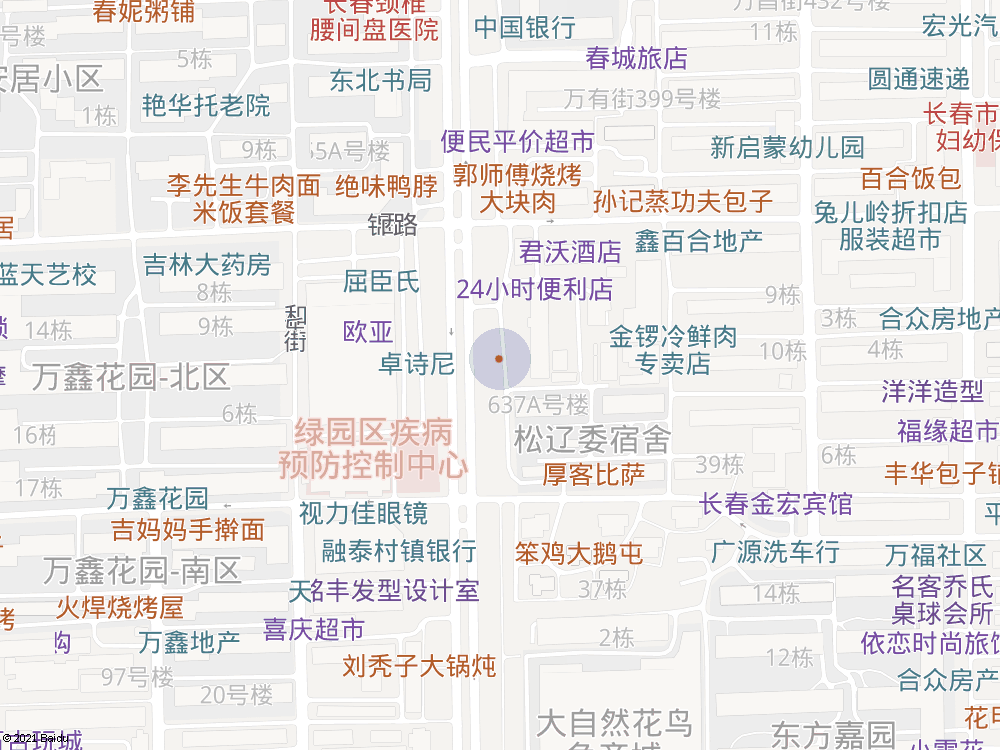 春妮粥铺
长春颈椎
腰间盘医院
中国银行
万昌街432号楼
11栋
宏光汽
号楼
5栋
春城旅店
安居小区
东北书局
圆通速递
艳华托老院
1栋
万有街399号楼
长春市
妇幼保
便民平价超市
新启蒙幼儿园
9栋
55A号楼
李先生牛肉面
米饭套餐
绝味鸭脖
郭师傅烧烤
大块肉
孙记蒸功夫包子
百合饭包
兔儿岭折扣店
服装超市
居
君沃酒店
鑫百合地产
蓝天艺校
吉林大药房
屈臣氏
24小时便利店
8栋
9栋
14栋
9栋
欧亚
街
3栋
合众房地产
金锣冷鲜肉
专卖店
10栋
4栋
卓诗尼
万鑫花园-北区
洋洋造型
6栋
637A号楼
16栋
绿园区疾病
预防控制中心
松辽委宿舍
福缘超市
6栋
39栋
厚客比萨
丰华包子铺
17栋
万鑫花园
长春金宏宾馆
吉妈妈手擀面
视力佳眼镜
平
融泰村镇银行
笨鸡大鹅屯
广源洗车行
万福社区
万鑫花园-南区
37栋
14栋
名客乔氏
桌球会所
天
铭丰发型设计室
火焊烧烤屋
烤
喜庆超市
购
万鑫地产
2栋
12栋
依恋时尚旅馆
刘秃子大锅炖
97号楼
20号楼
合众房产
大自然花鸟
鱼商城
东方嘉园
花甲
小雪花
古玩城
© 2021 Baidu